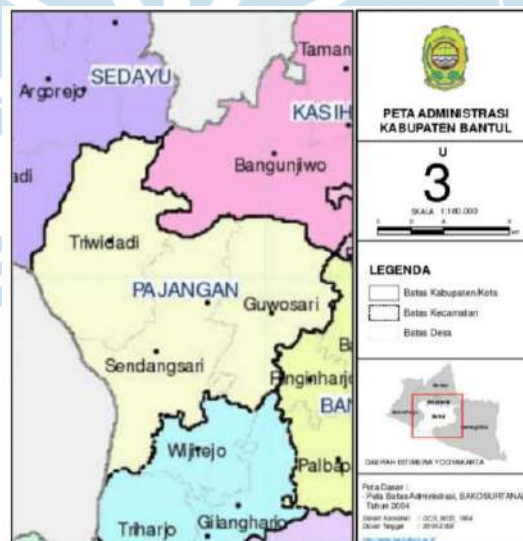 Taman
SEDAYU
Argorejo
KASIH
Bangunjiwo
adi
Triwidadi
PAJANGAN
Guwosari
Sendangsari
Ringinharjo
BAN
Wijirejo
Palbap
Triharjo
Gilangharjo
PETA ADMINISTRASI
KABUPATEN BANTUL
U
3
SKALA 1:180.000
LEGENDA
Batas Kabupaten/Kota
Batas Kecamatan
Batas Desa
DAERAH ISTIMEWA YOGYAKARTA
Peta Dasar :
- Peta Batas Administrasi, BAKOSURTANAL
Tahun 2004